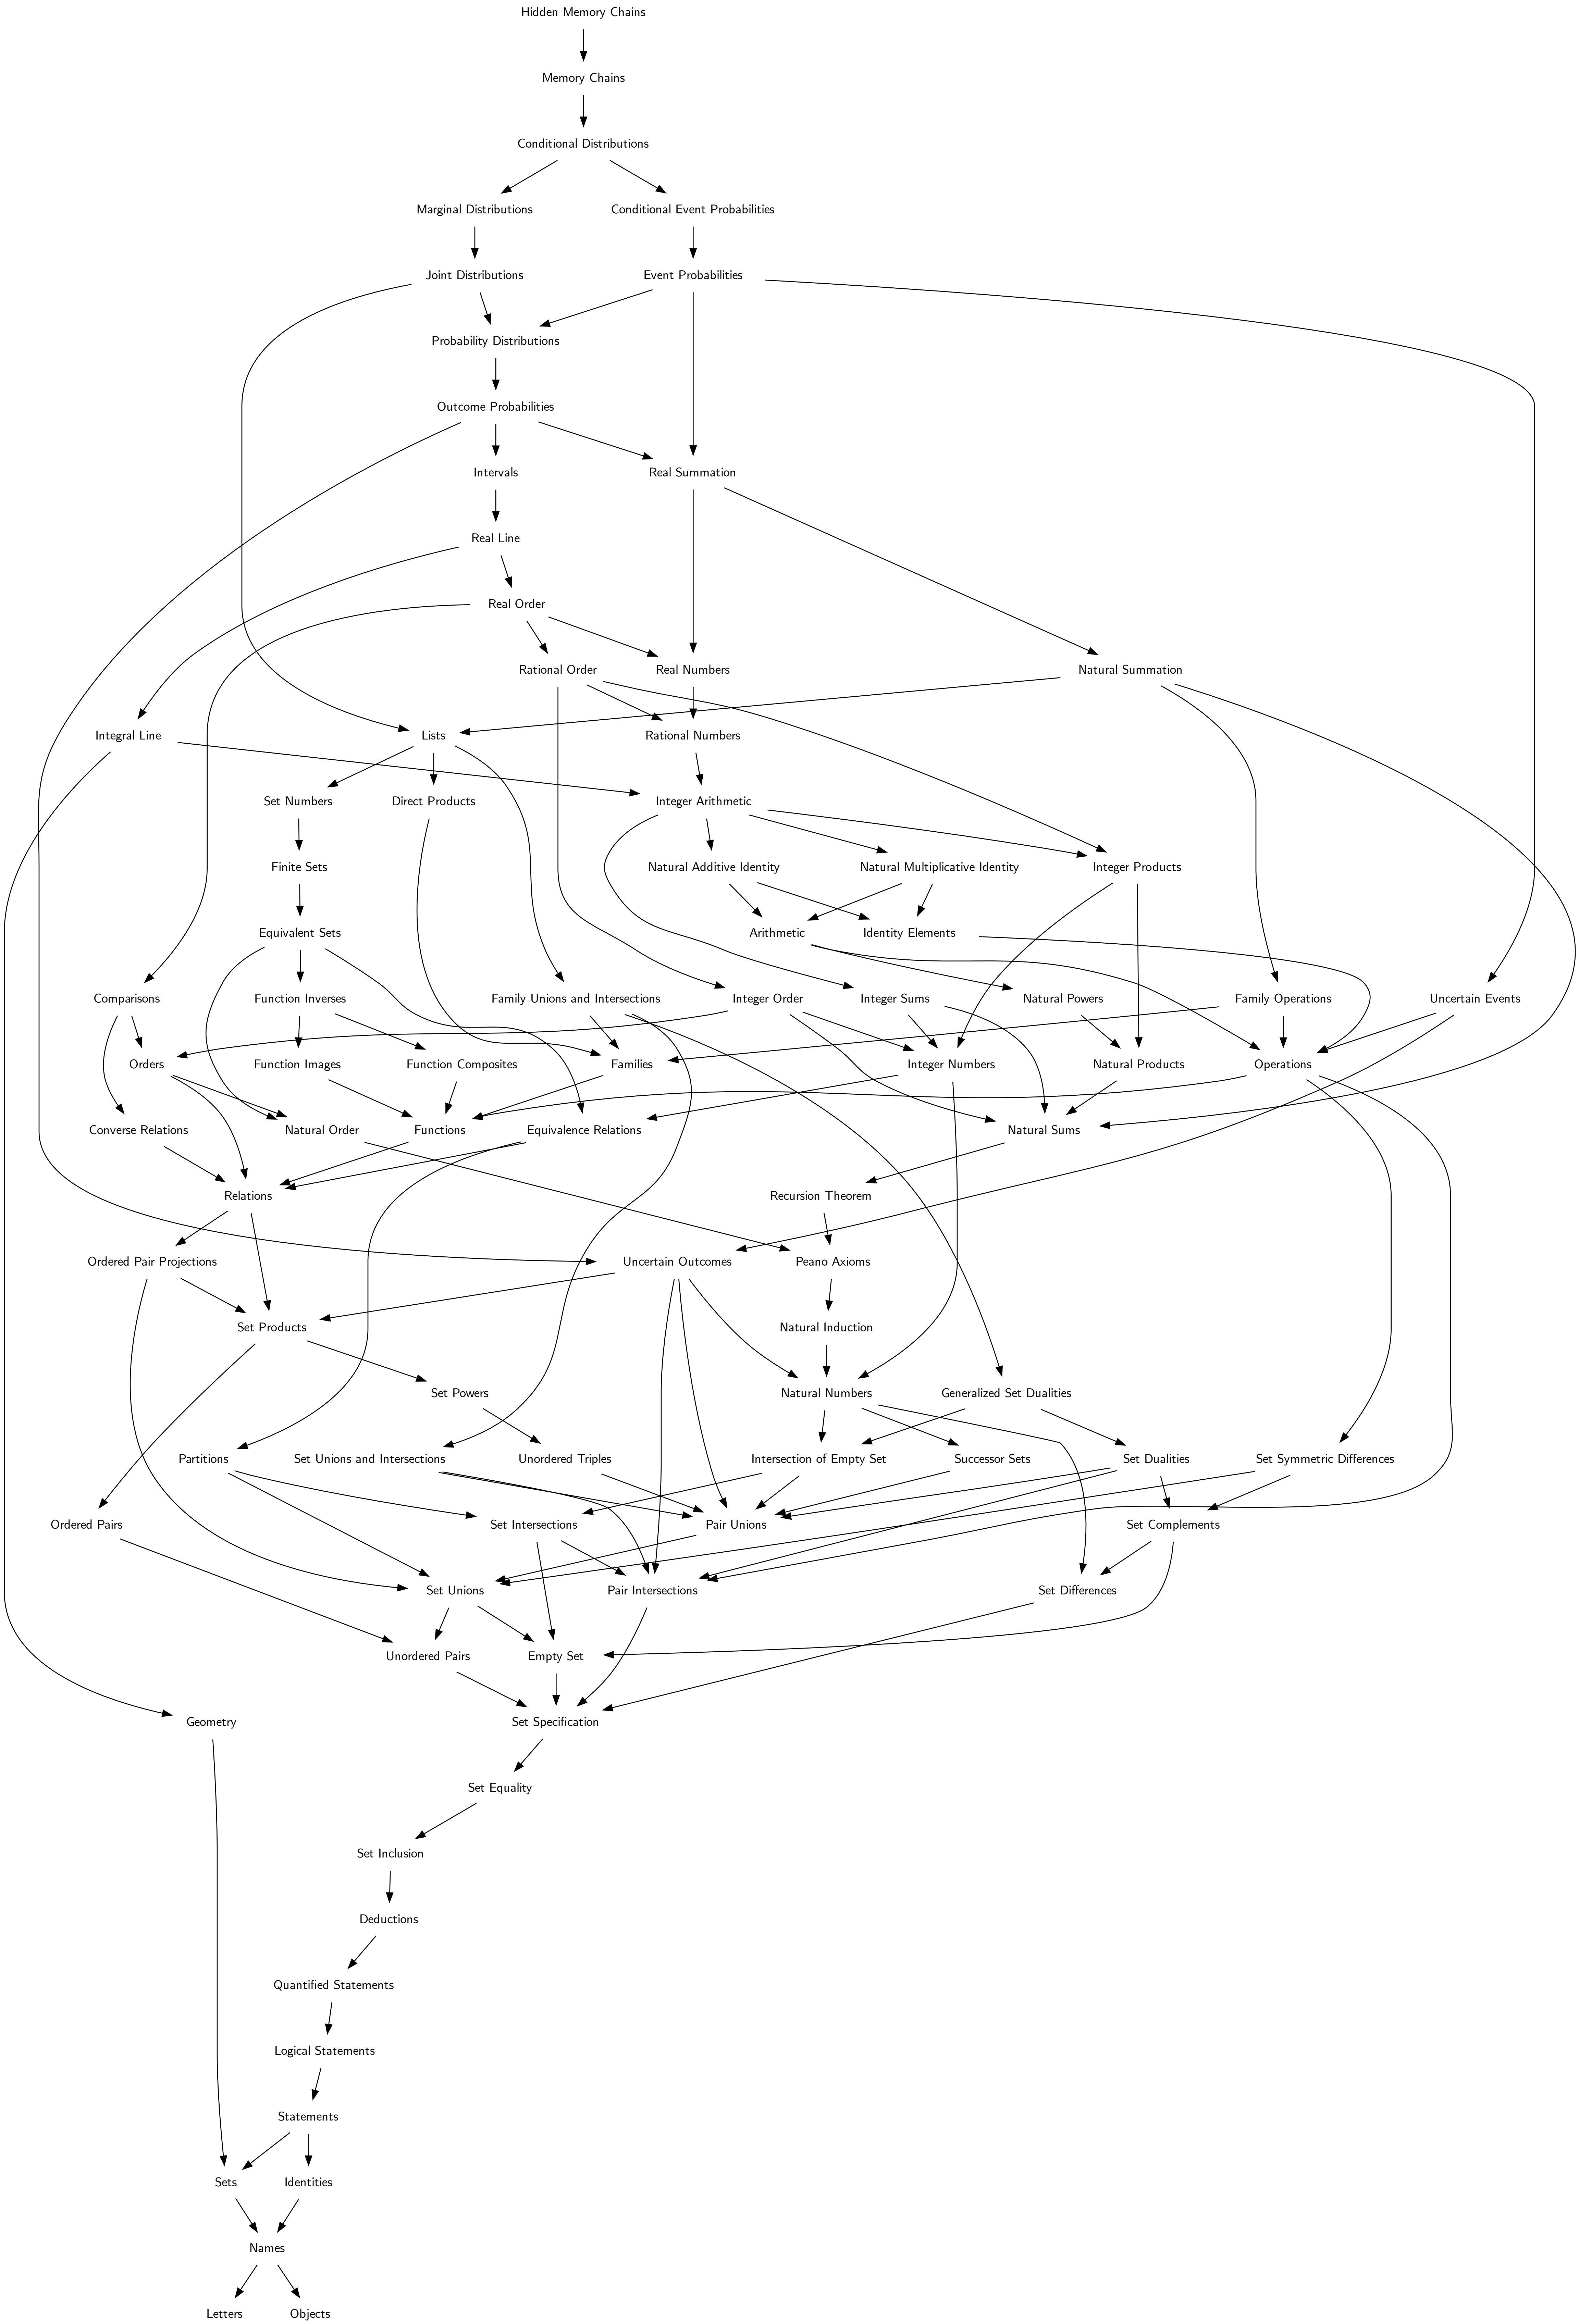 Hidden Memory Chains
Memory Chains
Conditional Distributions
Marginal Distributions
Conditional Event Probabilities
Joint Distributions
Event Probabilities
Probability Distributions
Outcome Probabilities
Intervals
Real Summation
Real Line
Real Order
Rational Order
Real Numbers
Natural Summation
Integral Line
Lists
Rational Numbers
Set Numbers
Direct Products
Integer Arithmetic
Finite Sets
Natural Additive Identity
Natural Multiplicative Identity
Integer Products
Equivalent Sets
Arithmetic
Identity Elements
Comparisons
Function Inverses
Family Unions and Intersections
Integer Order
Integer Sums
Natural Powers
Family Operations
Uncertain Events
Orders
Function Images
Function Composites
Families
Integer Numbers
Natural Products
Operations
Converse Relations
Natural Order
Functions
Equivalence Relations
Natural Sums
Relations
Recursion Theorem
Ordered Pair Projections
Uncertain Outcomes
Peano Axioms
Set Products
Natural Induction
Set Powers
Natural Numbers
Generalized Set Dualities
Partitions
Set Unions and Intersections
Unordered Triples
Intersection of Empty Set
Successor Sets
Set Dualities
Set Symmetric Differences
Ordered Pairs
Set Intersections
Pair Unions
Set Complements
Set Unions
Pair Intersections
Set Differences
Unordered Pairs
Empty Set
Geometry
Set Specification
Set Equality
Set Inclusion
Deductions
Quantified Statements
Logical Statements
Statements
Sets
Identities
Names
Letters
Objects